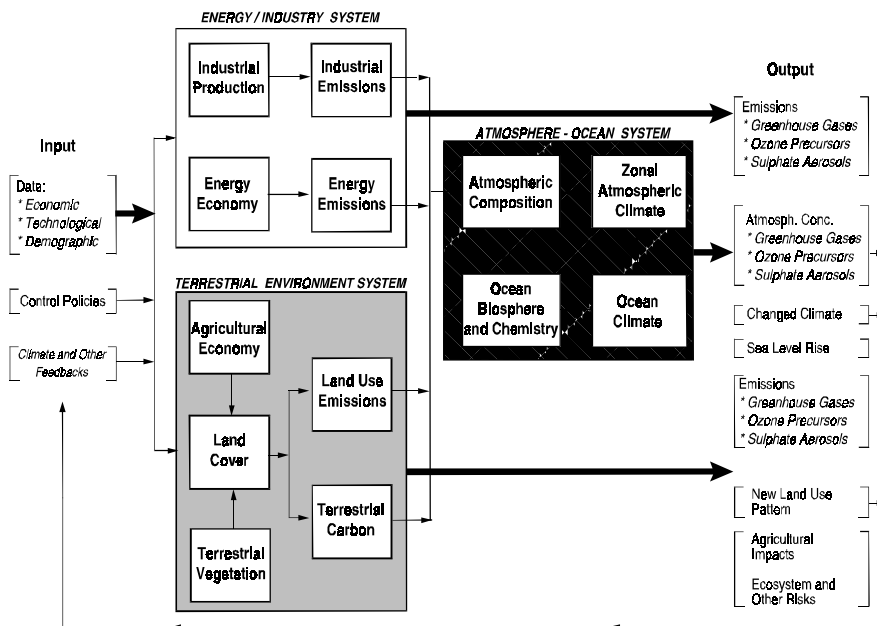 ENERGY / INDUSTRY SYSTEM
Industrial
Production
Industrial
Emissions
Energy
Economy
Energy
Emissions
Input
Data:
* Economic
* Technological
* Demographic
Control Policies
Climate and Other
Feedbacks
TERRESTRIAL ENVIRONMENT SYSTEM
Agricultural
Economy
Land
Cover
Terrestrial
Vegetation
Land Use
Emissions
Terrestrial
Carbon
ATMOSPHERE - OCEAN SYSTEM
Atmospheric
Composition
Zonal
Atmospheric
Climate
Ocean
Biosphere
and Chemistry
Ocean
Climate
Output
Emissions
* Greenhouse Gases
* Ozone Precursors
* Sulphate Aerosols
Atmosph. Conc.
* Greenhouse Gases
* Ozone Precursors
* Sulphate Aerosols
Changed Climate
Sea Level Rise
Emissions
* Greenhouse Gases
* Ozone Precursors
* Sulphate Aerosols
New Land Use
Pattern
Agricultural
Impacts
Ecosystem and
Other Risks